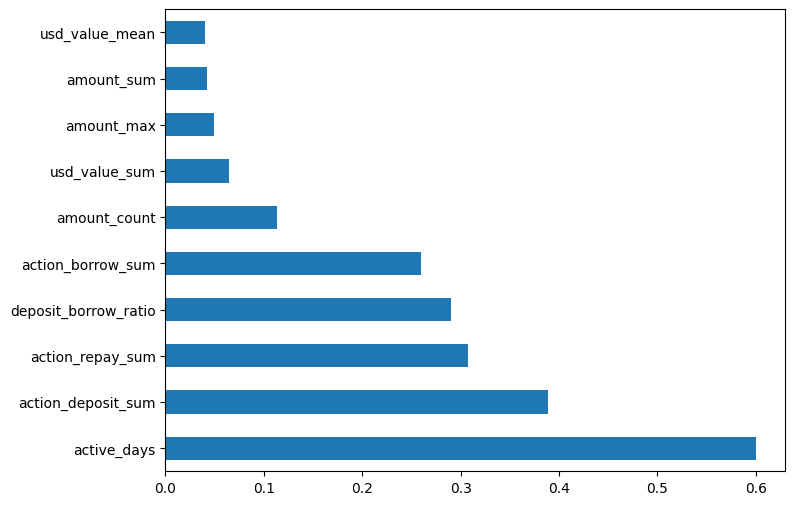 usd_value_mean
amount_sum
amount_max
usd_value_sum
amount_count
action_borrow_sum
deposit_borrow_ratio
action_repay_sum
action_deposit_sum
active_days
0.0 0.1 0.2 0.3 0.4 0.5 0.6